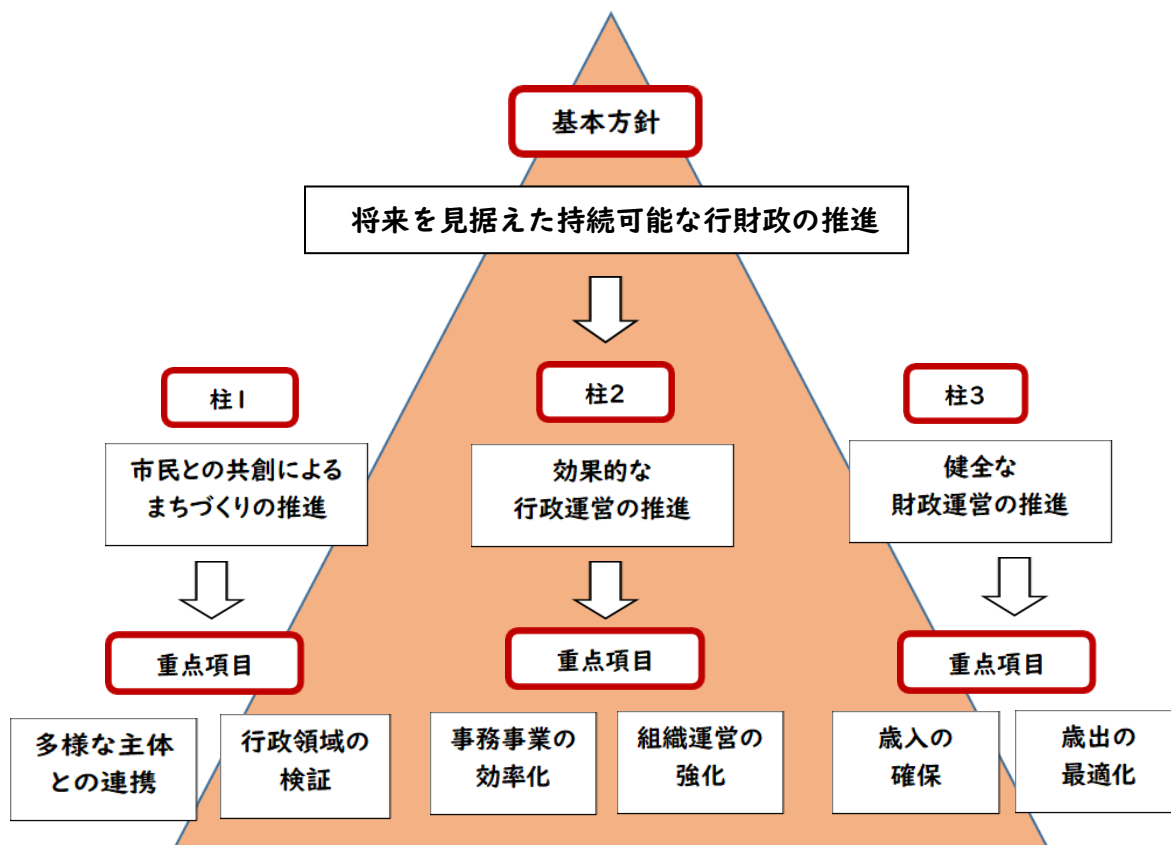 基本方針
将来を見据えた持続可能な行財政の推進
柱1
市民との共創による
まちづくりの推進
重点項目
多様な主体
との連携
行政領域の
検証
柱2
効果的な
行政運営の推進
重点項目
事務事業の
効率化
組織運営の
強化
柱3
健全な
財政運営の推進
重点項目
歳入の
確保
歳出の
最適化